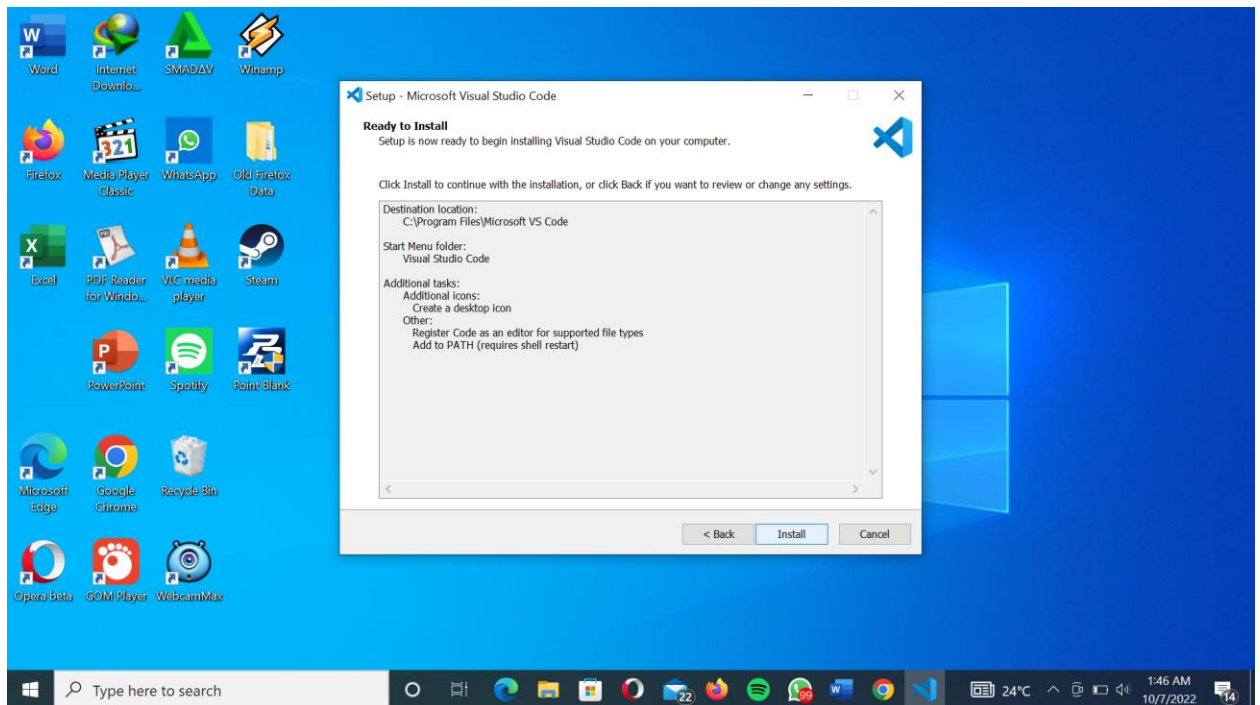 Word
Internet
Downlo...
SMADAV
Winamp
Firefox
Media Player
Classic
WhatsApp
Old Firefox
Data
Excel
PDF Reader
for Windo...
VLC media
player
Steam
PowerPoint
Spotify
Point Blank
Microsoft
Edge
Google
Chrome
Recycle Bin
Opera beta
GOM Player
WebcamMax
Setup - Microsoft Visual Studio Code
Ready to Install
Setup is now ready to begin installing Visual Studio Code on your computer.
Click Install to continue with the installation, or click Back if you want to review or change any settings.
Destination location:
C:\Program Files\Microsoft VS Code
Start Menu folder:
Visual Studio Code
Additional tasks:
Additional icons:
Create a desktop icon
Other:
Register Code as an editor for supported file types
Add to PATH (requires shell restart)
< Back
Install
Cancel
Type here to search
22
99
24°C
1:46 AM
10/7/2022
14
W
X
P
321
W